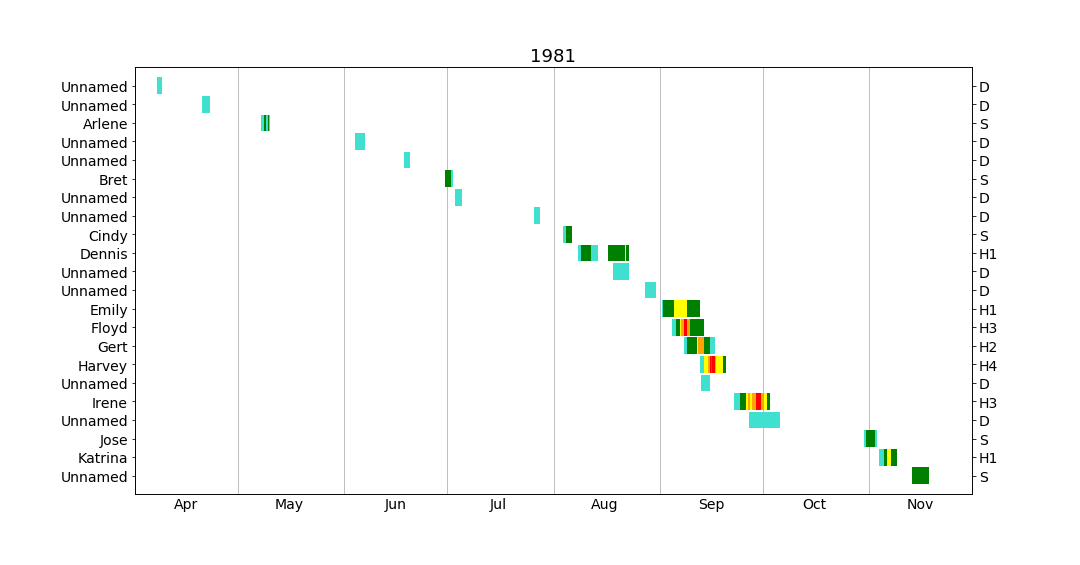 1981
Unnamed D
Unnamed D
Arlene S
Unnamed D
Unnamed D
Bret S
Unnamed D
Unnamed D
Cindy S
Dennis H1
Unnamed D
Unnamed D
Emily H1
Floyd H3
Gert H2
Harvey H4
Unnamed D
Irene H3
Unnamed D
Jose S
Katrina H1
Unnamed S
Apr May Jun Jul Aug Sep Oct Nov